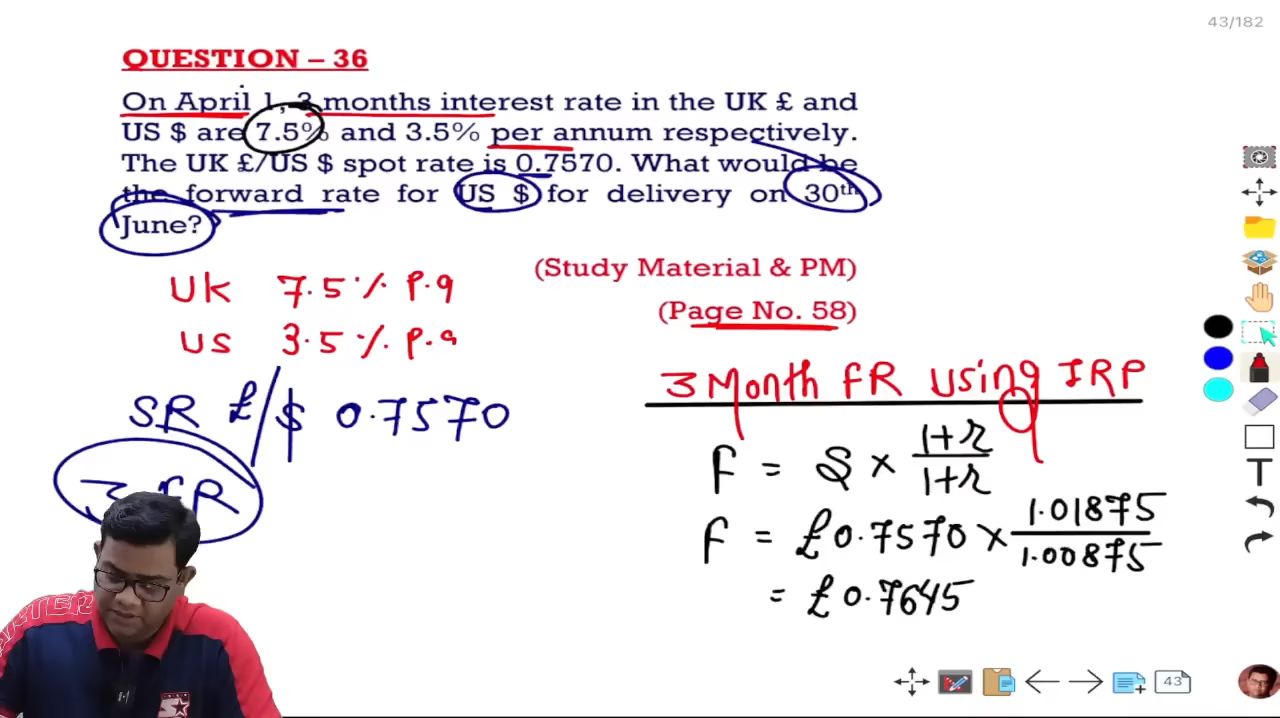 43/182
QUESTION – 36
On April 1, 3 months interest rate in the UK £ and
US $ are 7.5% and 3.5% per annum respectively.
The UK £/US $ spot rate is 0.7570. What would be
the forward rate for US $ for delivery on 30th
June?
(Study Material & PM)
(Page No. 58)
UK 7.5% P.a
US 3.5% P.a
SR £/$ 0.7570
3 FR
3 Month FR Using IRP
F = S × 1+r / 1+r
F = £0.7570 × 1.01875 / 1.00875
= £0.7645
43